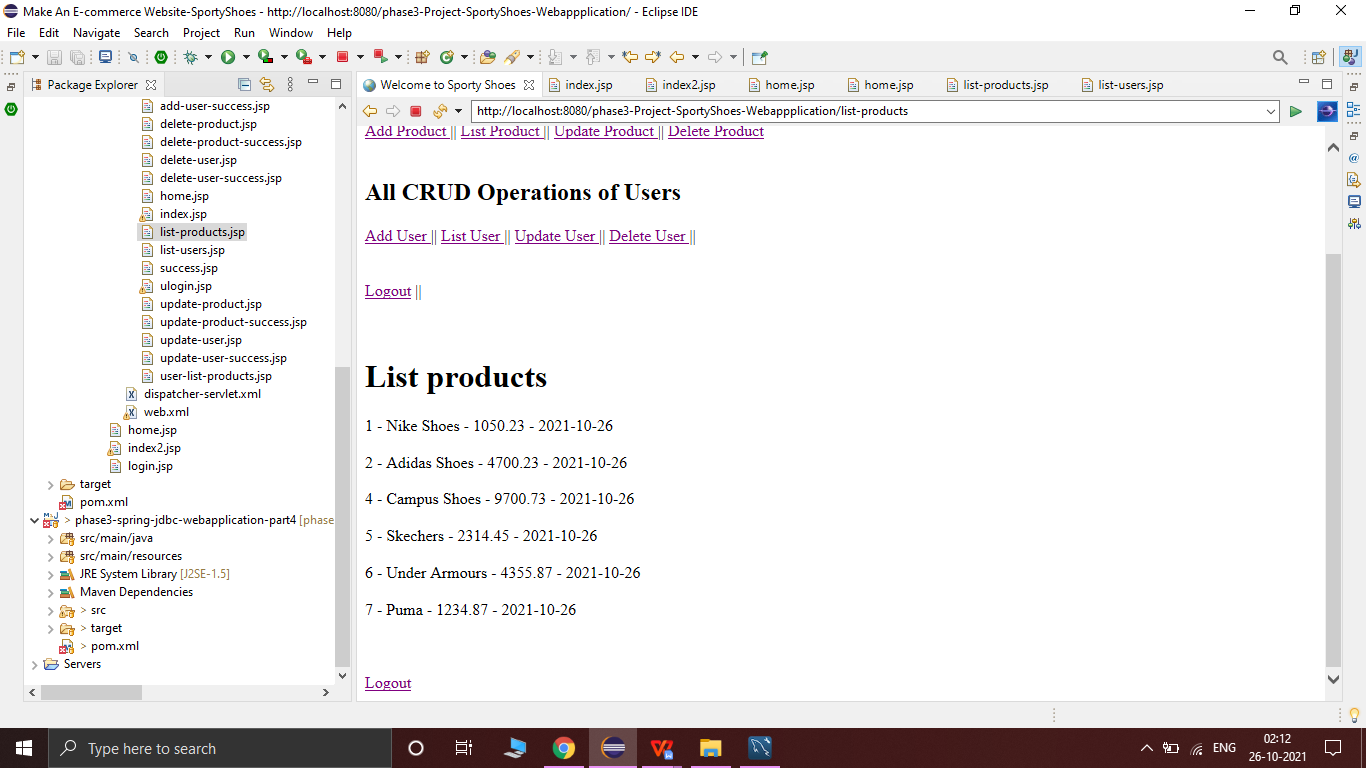 Make An E-commerce Website-SportyShoes - http://localhost:8080/phase3-Project-SportyShoes-Webappplication/ - Eclipse IDE
File Edit Navigate Search Project Run Window Help
Package Explorer
add-user-success.jsp
delete-product.jsp
delete-product-success.jsp
delete-user.jsp
delete-user-success.jsp
home.jsp
index.jsp
list-products.jsp
list-users.jsp
success.jsp
ulogin.jsp
update-product.jsp
update-product-success.jsp
update-user.jsp
update-user-success.jsp
user-list-products.jsp
dispatcher-servlet.xml
web.xml
home.jsp
index2.jsp
login.jsp
target
pom.xml
> phase3-spring-jdbc-webapplication-part4 [phase
src/main/java
src/main/resources
JRE System Library [J2SE-1.5]
Maven Dependencies
> src
> target
> pom.xml
Servers
Welcome to Sporty Shoes index.jsp index2.jsp home.jsp home.jsp list-products.jsp list-users.jsp
http://localhost:8080/phase3-Project-SportyShoes-Webappplication/list-products
Add Product || List Product || Update Product || Delete Product
All CRUD Operations of Users
Add User || List User || Update User || Delete User ||
Logout ||
List products
1 - Nike Shoes - 1050.23 - 2021-10-26
2 - Adidas Shoes - 4700.23 - 2021-10-26
4 - Campus Shoes - 9700.73 - 2021-10-26
5 - Skechers - 2314.45 - 2021-10-26
6 - Under Armours - 4355.87 - 2021-10-26
7 - Puma - 1234.87 - 2021-10-26
Logout
Type here to search
ENG
02:12
26-10-2021